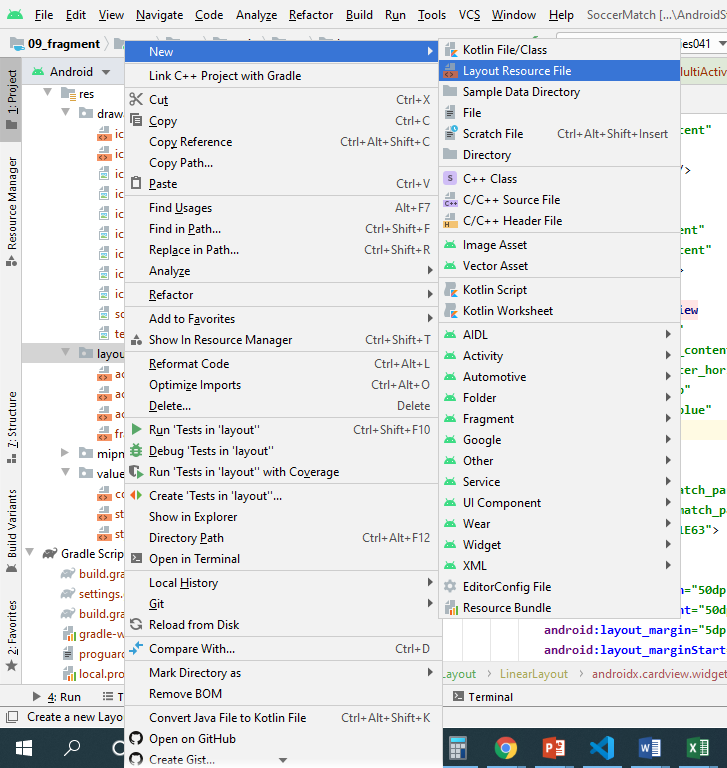 File Edit View Navigate Code Analyze Refactor Build Run Tools VCS Window Help SoccerMatch [...\AndroidSt
09_fragment
es041
Android
MultiActiv
1: Project
Resource Manager
7: Structure
Build Variants
2: Favorites
res
drawa
ic
ic
ic
ic
ic
ic
ic
ic
ic
sc
te
layou
ac
ac
ac
fr
mipm
value
co
st
st
Gradle Scrip
build.gra
settings.
build.gra
gradle-w
proguar
local.pro
New
Link C++ Project with Gradle
Cut Ctrl+X
Copy Ctrl+C
Copy Reference Ctrl+Alt+Shift+C
Copy Path...
Paste Ctrl+V
Find Usages Alt+F7
Find in Path... Ctrl+Shift+F
Replace in Path... Ctrl+Shift+R
Analyze
Refactor
Add to Favorites
Show In Resource Manager Ctrl+Shift+T
Reformat Code Ctrl+Alt+L
Optimize Imports Ctrl+Alt+O
Delete... Delete
Run 'Tests in 'layout'' Ctrl+Shift+F10
Debug 'Tests in 'layout''
Run 'Tests in 'layout'' with Coverage
Create 'Tests in 'layout''...
Show in Explorer
Directory Path Ctrl+Alt+F12
Open in Terminal
Local History
Git
Reload from Disk
Compare With... Ctrl+D
Mark Directory as
Remove BOM
Convert Java File to Kotlin File Ctrl+Alt+Shift+K
Open on GitHub
Create Gist...
Kotlin File/Class
Layout Resource File
Sample Data Directory
File
Scratch File Ctrl+Alt+Shift+Insert
Directory
C++ Class
C/C++ Source File
C/C++ Header File
Image Asset
Vector Asset
Kotlin Script
Kotlin Worksheet
AIDL
Activity
Automotive
Folder
Fragment
Google
Other
Service
UI Component
Wear
Widget
XML
EditorConfig File
Resource Bundle
ent"
/>
ent"
ent"
>
view
"
_content
ter_hor
p"
blue"
match_pa
match_pa
1E63">
="50dp
t="50dp
android:layout_margin="5dp
android:layout_marginStart
Layout LinearLayout androidx.cardview.widget
4: Run T
Terminal
Create a new Layo